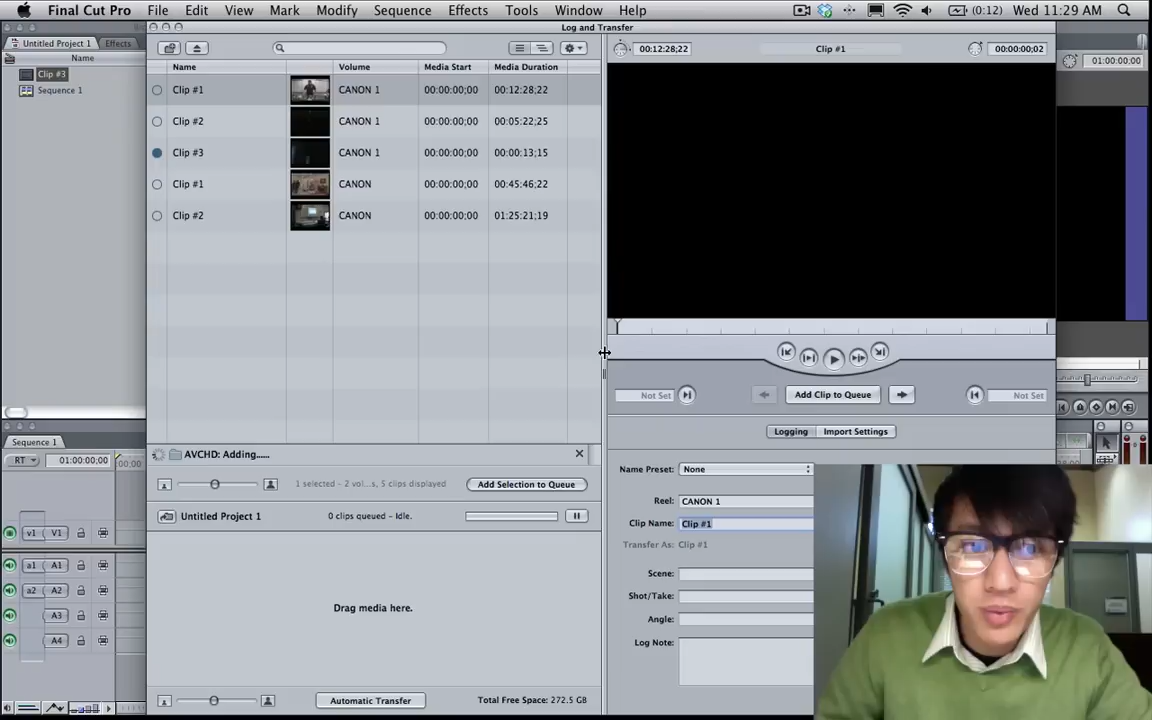 Final Cut Pro File Edit View Mark Modify Sequence Effects Tools Window Help (0:12) Wed 11:29 AM
Log and Transfer
Untitled Project 1 Effects
Name
Clip #3
Sequence 1
Name Volume Media Start Media Duration
Clip #1 CANON 1 00:00:00;00 00:12:28;22
Clip #2 CANON 1 00:00:00;00 00:05:22;25
Clip #3 CANON 1 00:00:00;00 00:00:13;15
Clip #1 CANON 00:00:00;00 00:45:46;22
Clip #2 CANON 00:00:00;00 01:25:21;19
00:12:28;22 Clip #1 00:00:00;02
01:00:00;00
Not Set Add Clip to Queue Not Set
Logging Import Settings
Sequence 1
RT 01:00:00;00 00:00
v1 V1
a1 A1
a2 A2
A3
A4
AVCHD: Adding......
1 selected - 2 vol...s, 5 clips displayed Add Selection to Queue
Untitled Project 1 0 clips queued - Idle.
Drag media here.
Automatic Transfer Total Free Space: 272.5 GB
Name Preset: None
Reel: CANON 1
Clip Name: Clip #1
Transfer As: Clip #1
Scene:
Shot/Take:
Angle:
Log Note: